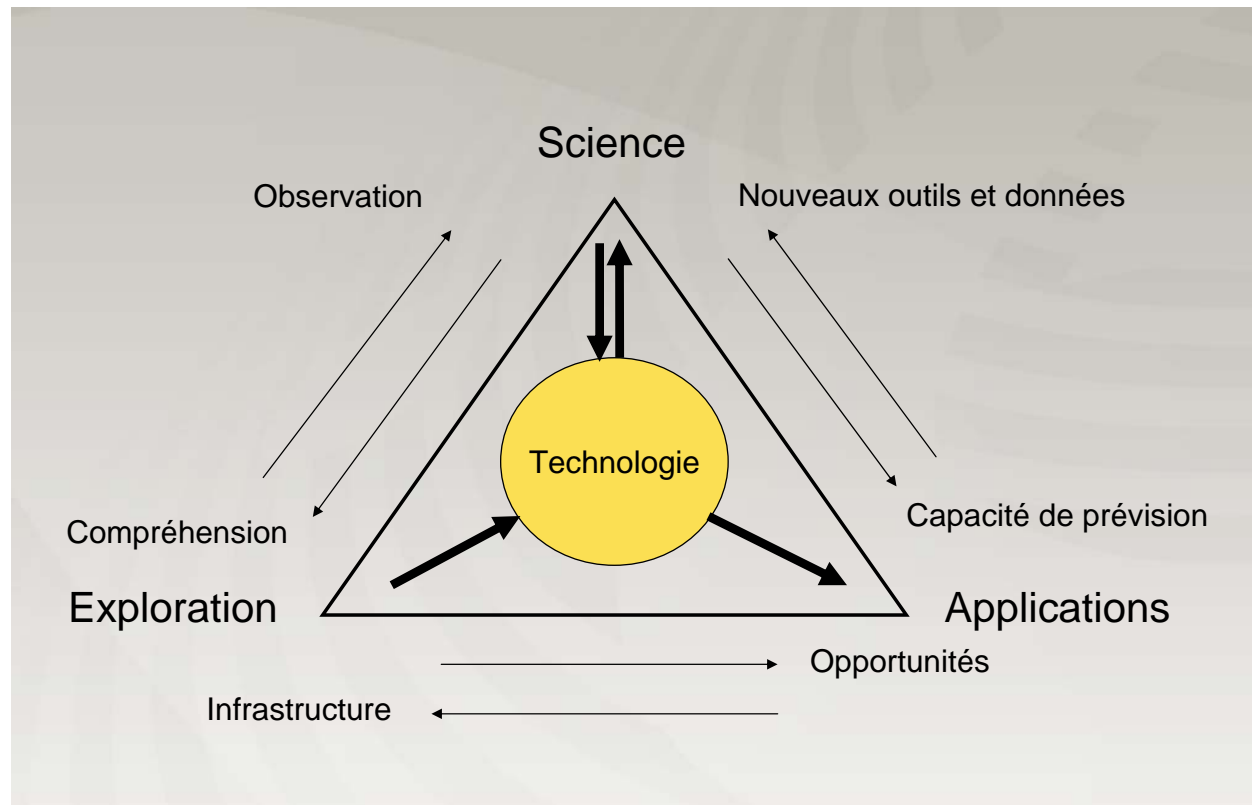 Science
Observation
Nouveaux outils et données
Technologie
Compréhension
Capacité de prévision
Exploration
Applications
Opportunités
Infrastructure